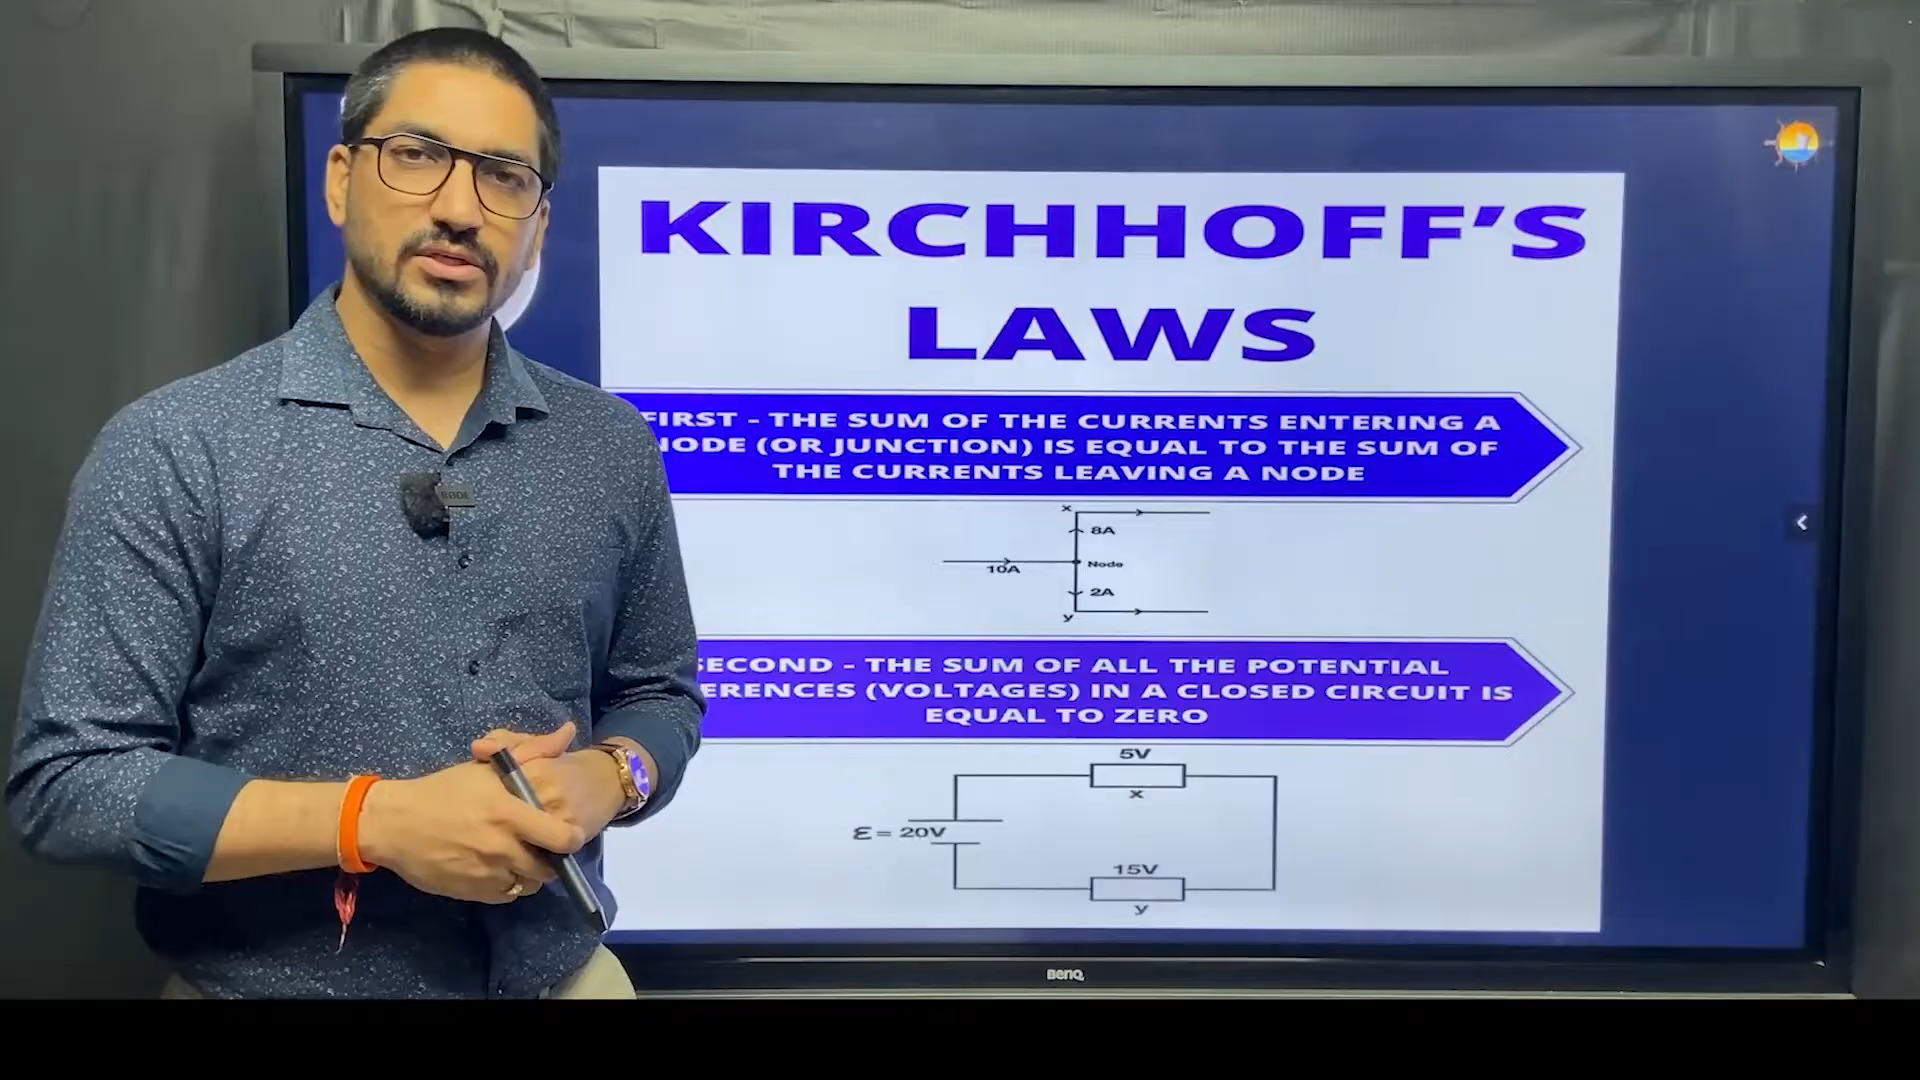 KIRCHHOFF'S
LAWS
FIRST - THE SUM OF THE CURRENTS ENTERING A
NODE (OR JUNCTION) IS EQUAL TO THE SUM OF
THE CURRENTS LEAVING A NODE
x
8A
10A
Node
2A
y
SECOND - THE SUM OF ALL THE POTENTIAL
ERENCES (VOLTAGES) IN A CLOSED CIRCUIT IS
EQUAL TO ZERO
5V
x
Ɛ = 20V
15V
y
BenQ
RØDE